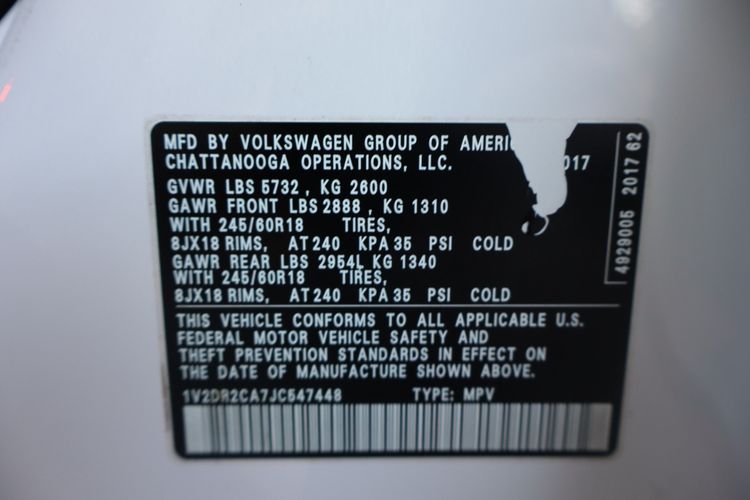 MFD BY VOLKSWAGEN GROUP OF AMERI
CHATTANOOGA OPERATIONS, LLC. 017
GVWR LBS 5732 , KG 2600
GAWR FRONT LBS 2888 , KG 1310
WITH 245/60R18 TIRES,
8JX18 RIMS, AT 240 KPA 35 PSI COLD
GAWR REAR LBS 2954L KG 1340
WITH 245/60R18 TIRES,
8JX18 RIMS, AT 240 KPA 35 PSI COLD
THIS VEHICLE CONFORMS TO ALL APPLICABLE U.S.
FEDERAL MOTOR VEHICLE SAFETY AND
THEFT PREVENTION STANDARDS IN EFFECT ON
THE DATE OF MANUFACTURE SHOWN ABOVE.
1V2DR2CA7JC547448 TYPE: MPV
4929005 2017 62